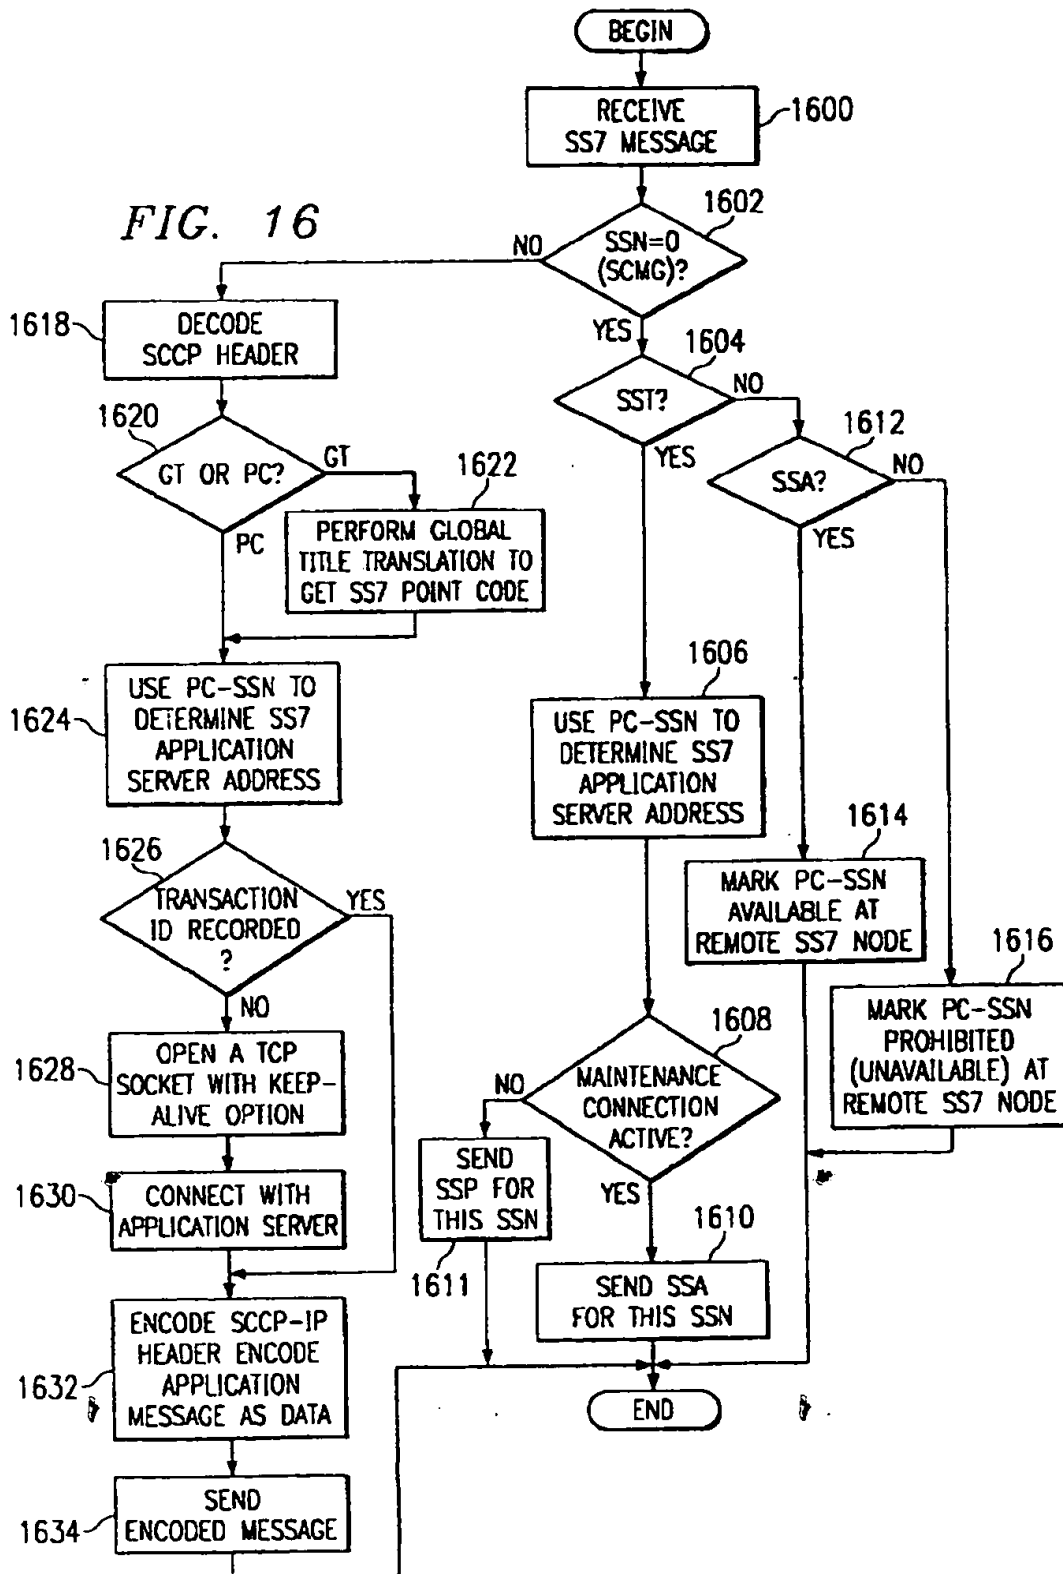 BEGIN
RECEIVE
SS7 MESSAGE
1600
FIG. 16
SSN=0
(SCMG)?
1602
NO
YES
1618
DECODE
SCCP HEADER
SST?
1604
NO
YES
1620
GT OR PC?
GT
PC
1622
PERFORM GLOBAL
TITLE TRANSLATION TO
GET SS7 POINT CODE
SSA?
1612
NO
YES
1624
USE PC-SSN TO
DETERMINE SS7
APPLICATION
SERVER ADDRESS
1606
USE PC-SSN TO
DETERMINE SS7
APPLICATION
SERVER ADDRESS
1614
MARK PC-SSN
AVAILABLE AT
REMOTE SS7 NODE
1626
TRANSACTION
ID RECORDED
?
YES
NO
1616
MARK PC-SSN
PROHIBITED
(UNAVAILABLE) AT
REMOTE SS7 NODE
1628
OPEN A TCP
SOCKET WITH KEEP-
ALIVE OPTION
1608
MAINTENANCE
CONNECTION
ACTIVE?
NO
YES
SEND
SSP FOR
THIS SSN
1611
1630
CONNECT WITH
APPLICATION SERVER
1610
SEND SSA
FOR THIS SSN
1632
ENCODE SCCP-IP
HEADER ENCODE
APPLICATION
MESSAGE AS DATA
END
1634
SEND
ENCODED MESSAGE